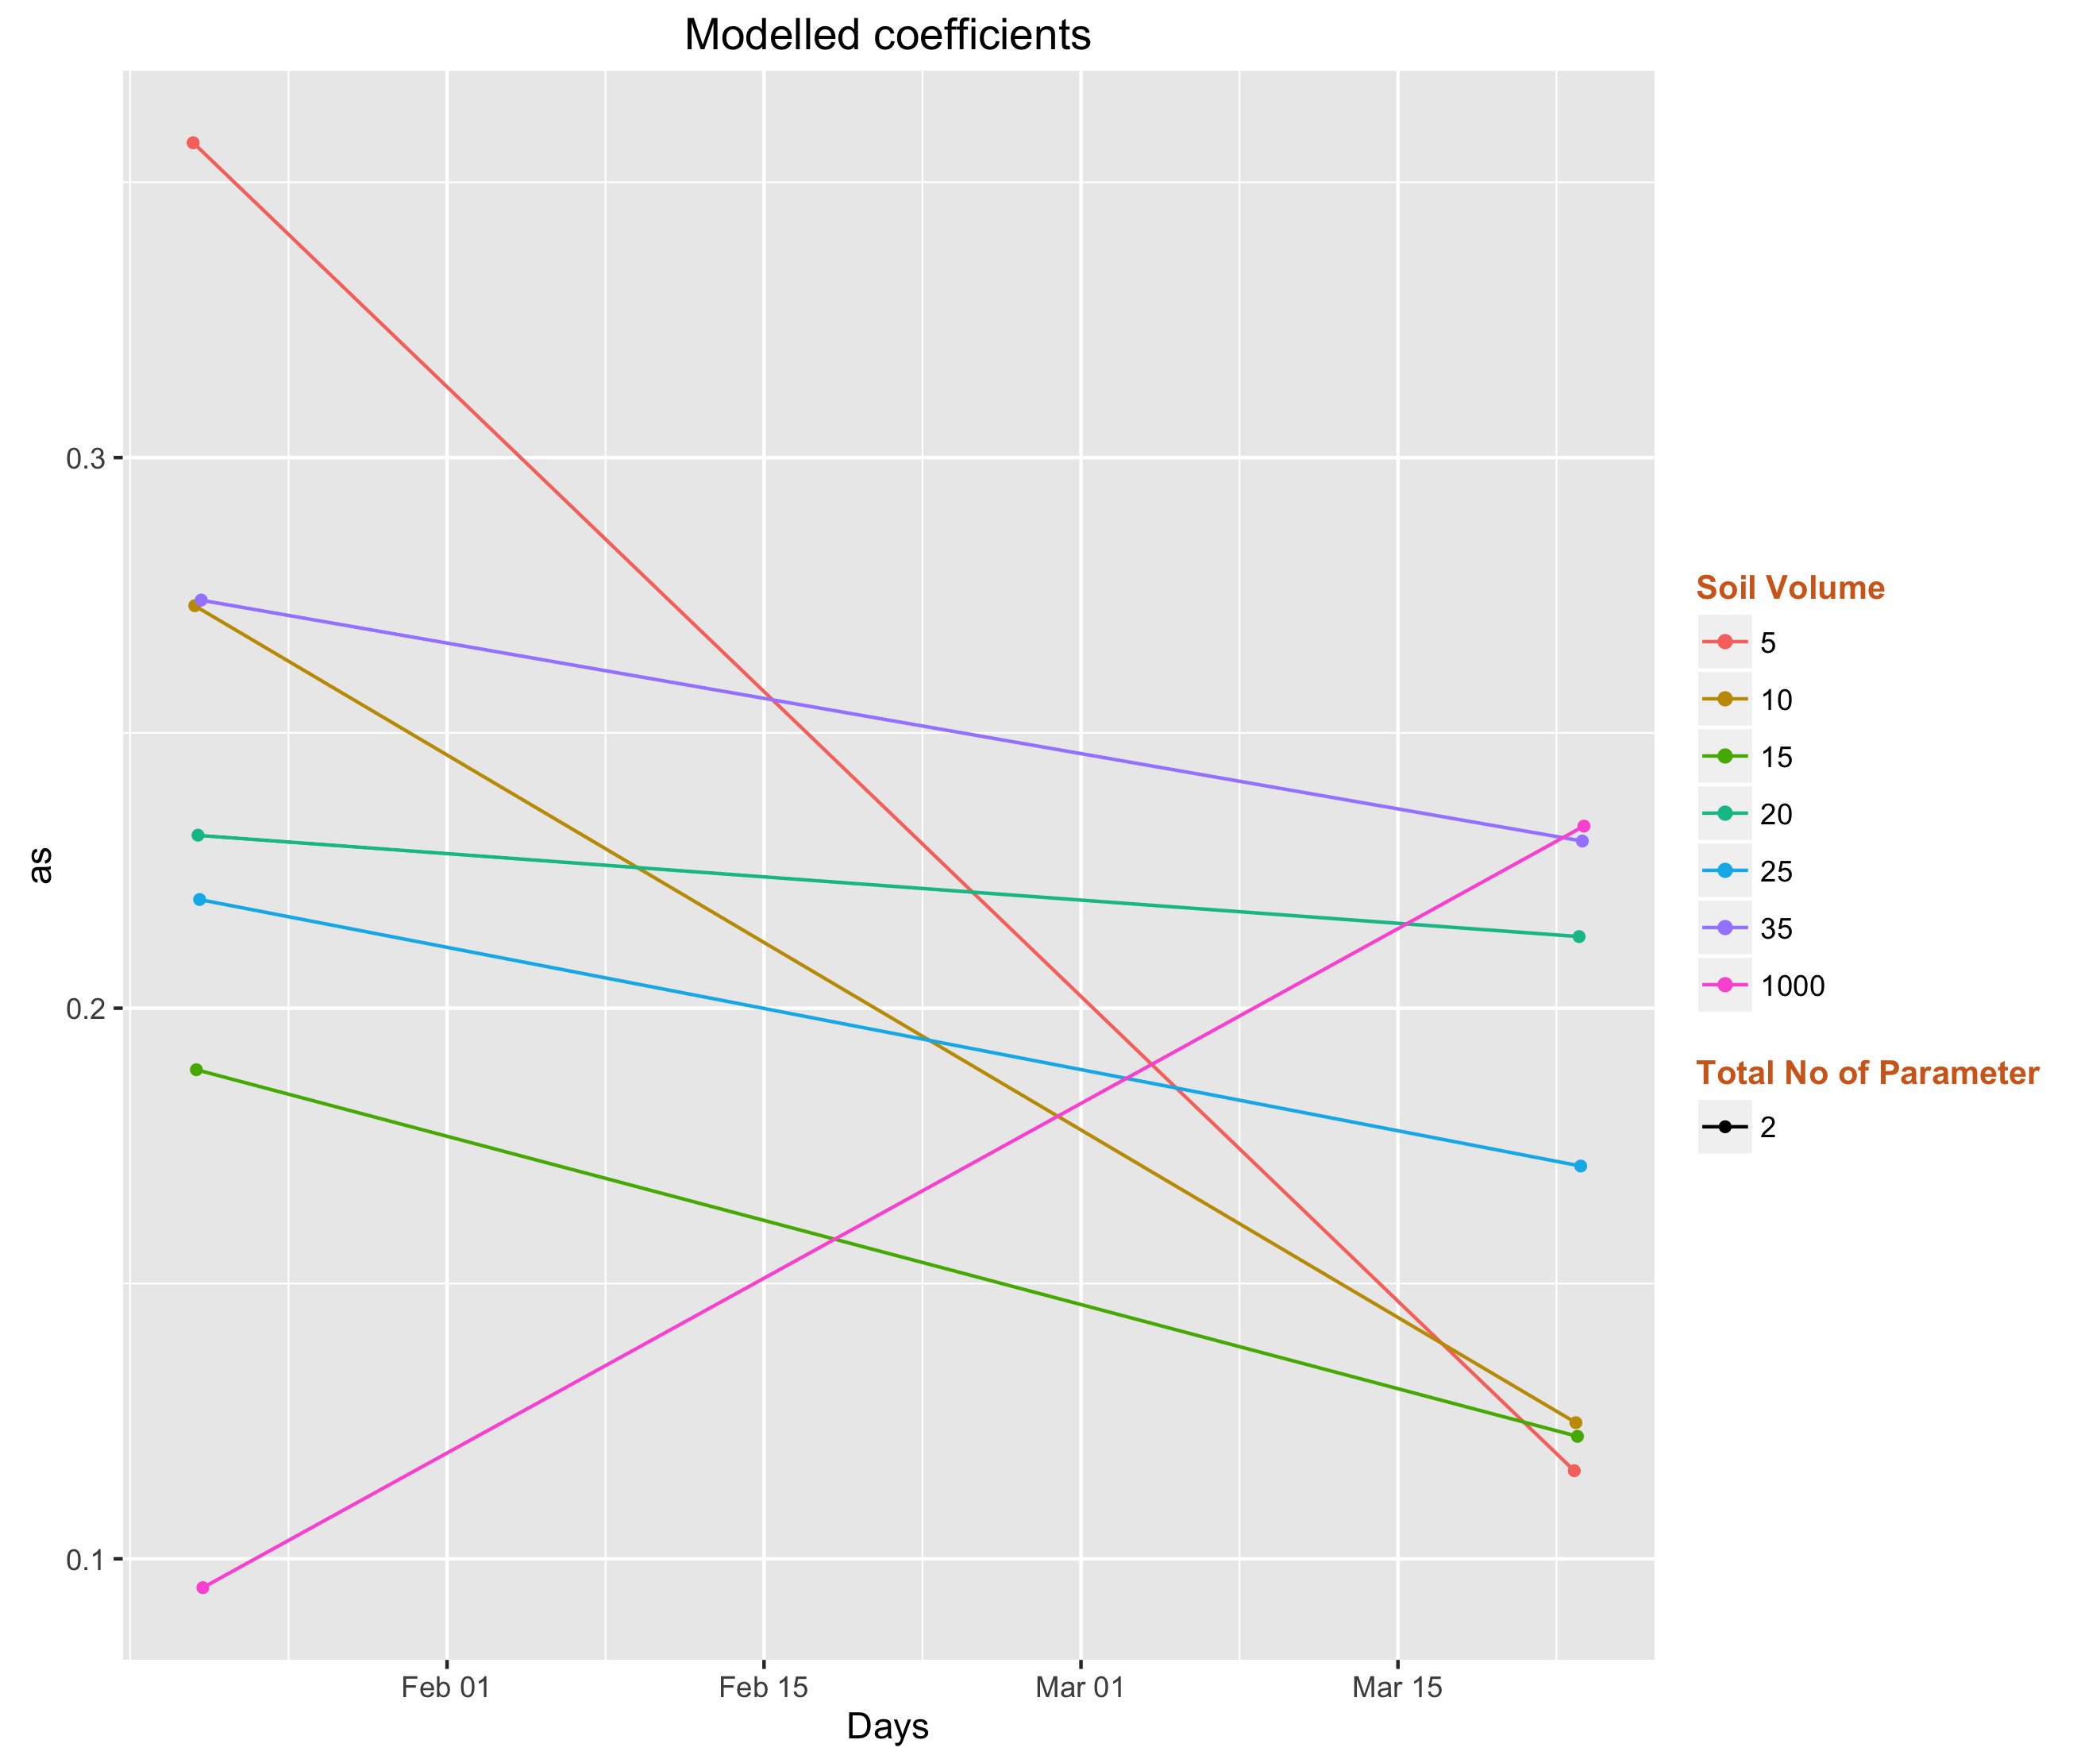 Modelled coefficients
0.3
0.2
0.1
as
Feb 01
Feb 15
Mar 01
Mar 15
Days
Soil Volume
5
10
15
20
25
35
1000
Total No of Parameter
2